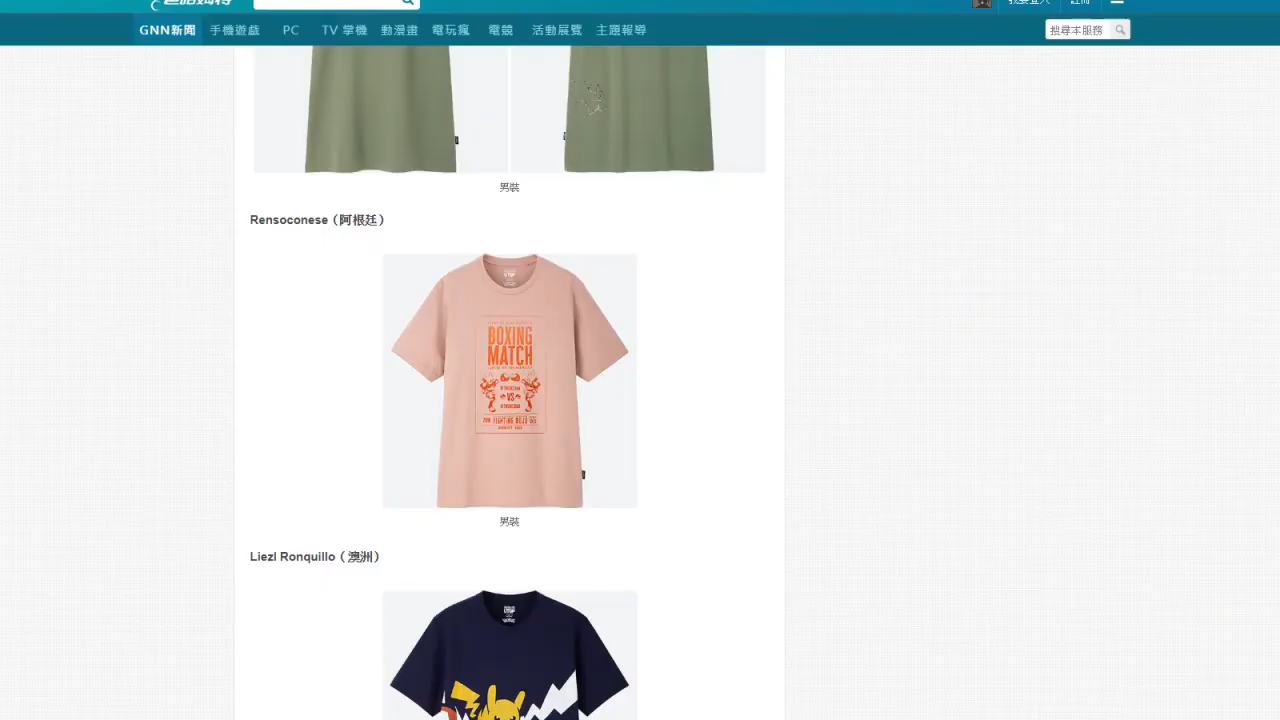 GNN新聞 手機遊戲 PC TV 掌機 動漫畫 電玩瘋 電競 活動展覽 主題報導 搜尋本服務
男裝
Rensoconese（阿根廷）
BOXING
MATCH
VS
男裝
Liezl Ronquillo（澳洲）